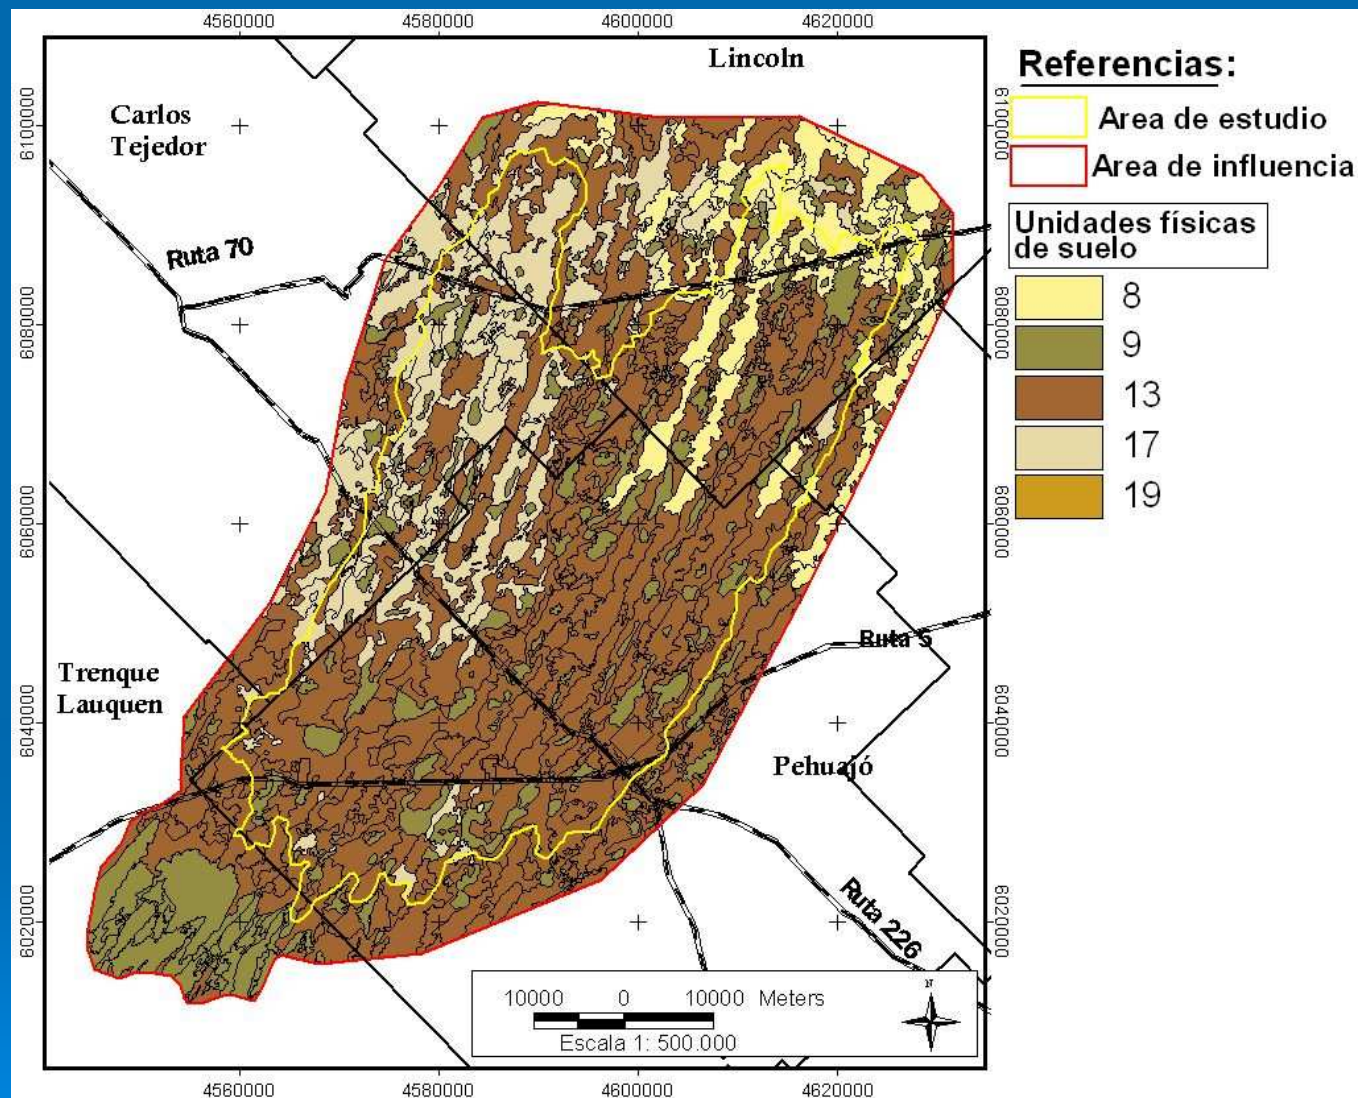 4560000 4580000 4600000 4620000
Lincoln
Carlos
Tejedor
Ruta 70
Trenque
Lauquen
Ruta 5
Pehuajó
Ruta 226
6100000
6080000
6060000
6040000
6020000
6100000
6080000
6060000
6040000
6020000
N
10000 0 10000 Meters
Escala 1: 500.000
4560000 4580000 4600000 4620000
Referencias:
Area de estudio
Area de influencia
Unidades físicas
de suelo
8
9
13
17
19